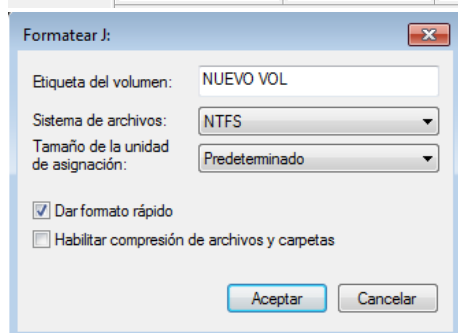 Formatear J:
Etiqueta del volumen: NUEVO VOL
Sistema de archivos: NTFS
Tamaño de la unidad
de asignación: Predeterminado
Dar formato rápido
Habilitar compresión de archivos y carpetas
Aceptar Cancelar